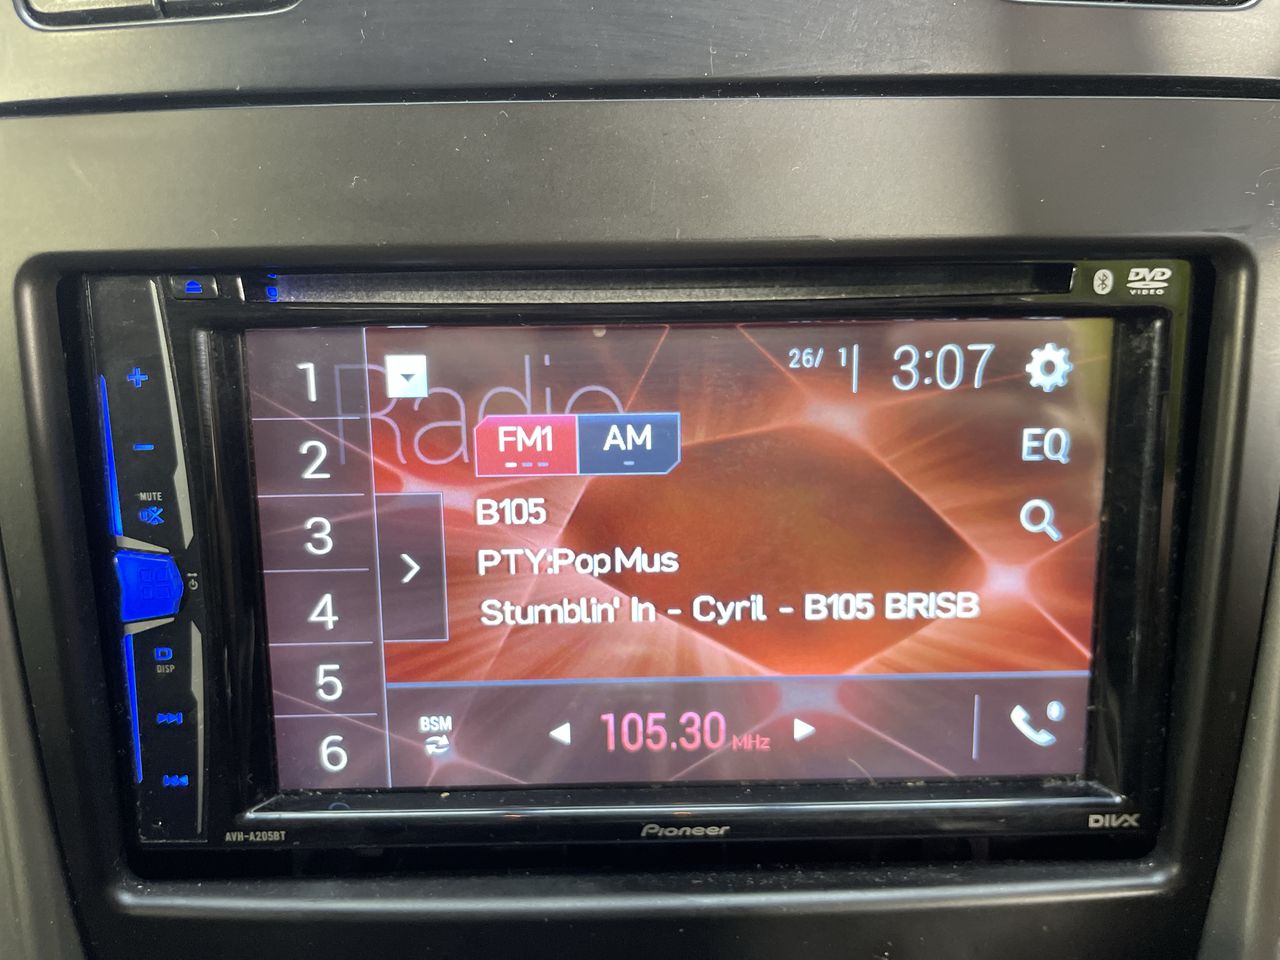 DVD
VIDEO
1
2
3
4
5
6
Radio
26/ 1
3:07
FM1
AM
EQ
B105
PTY:PopMus
Stumblin' In - Cyril - B105 BRISB
BSM
105.30 MHz
MUTE
DISP
AVH-A205BT
Pioneer
DIVX